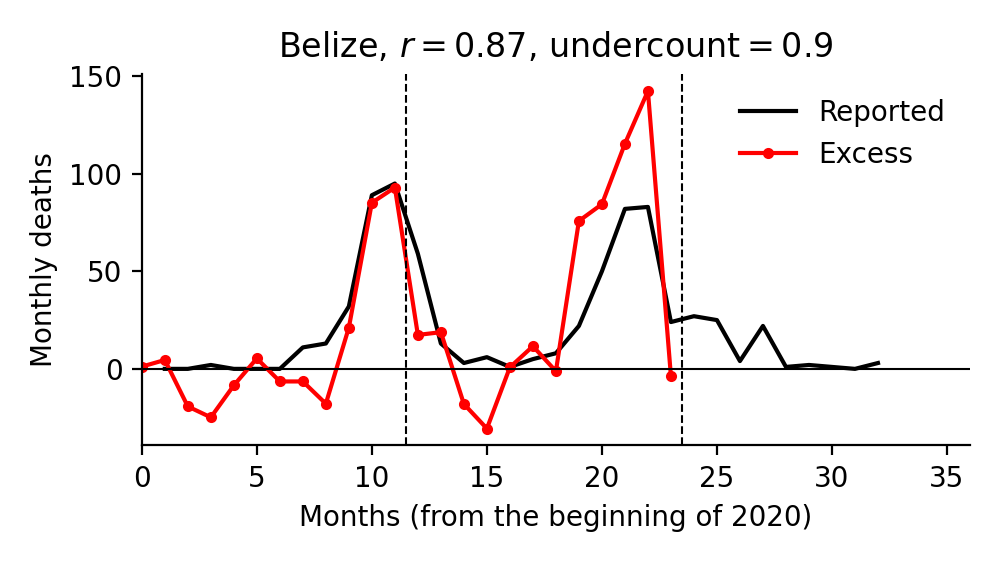 Belize, r = 0.87, undercount = 0.9
150
100
50
0
Monthly deaths
Reported
Excess
0 5 10 15 20 25 30 35
Months (from the beginning of 2020)